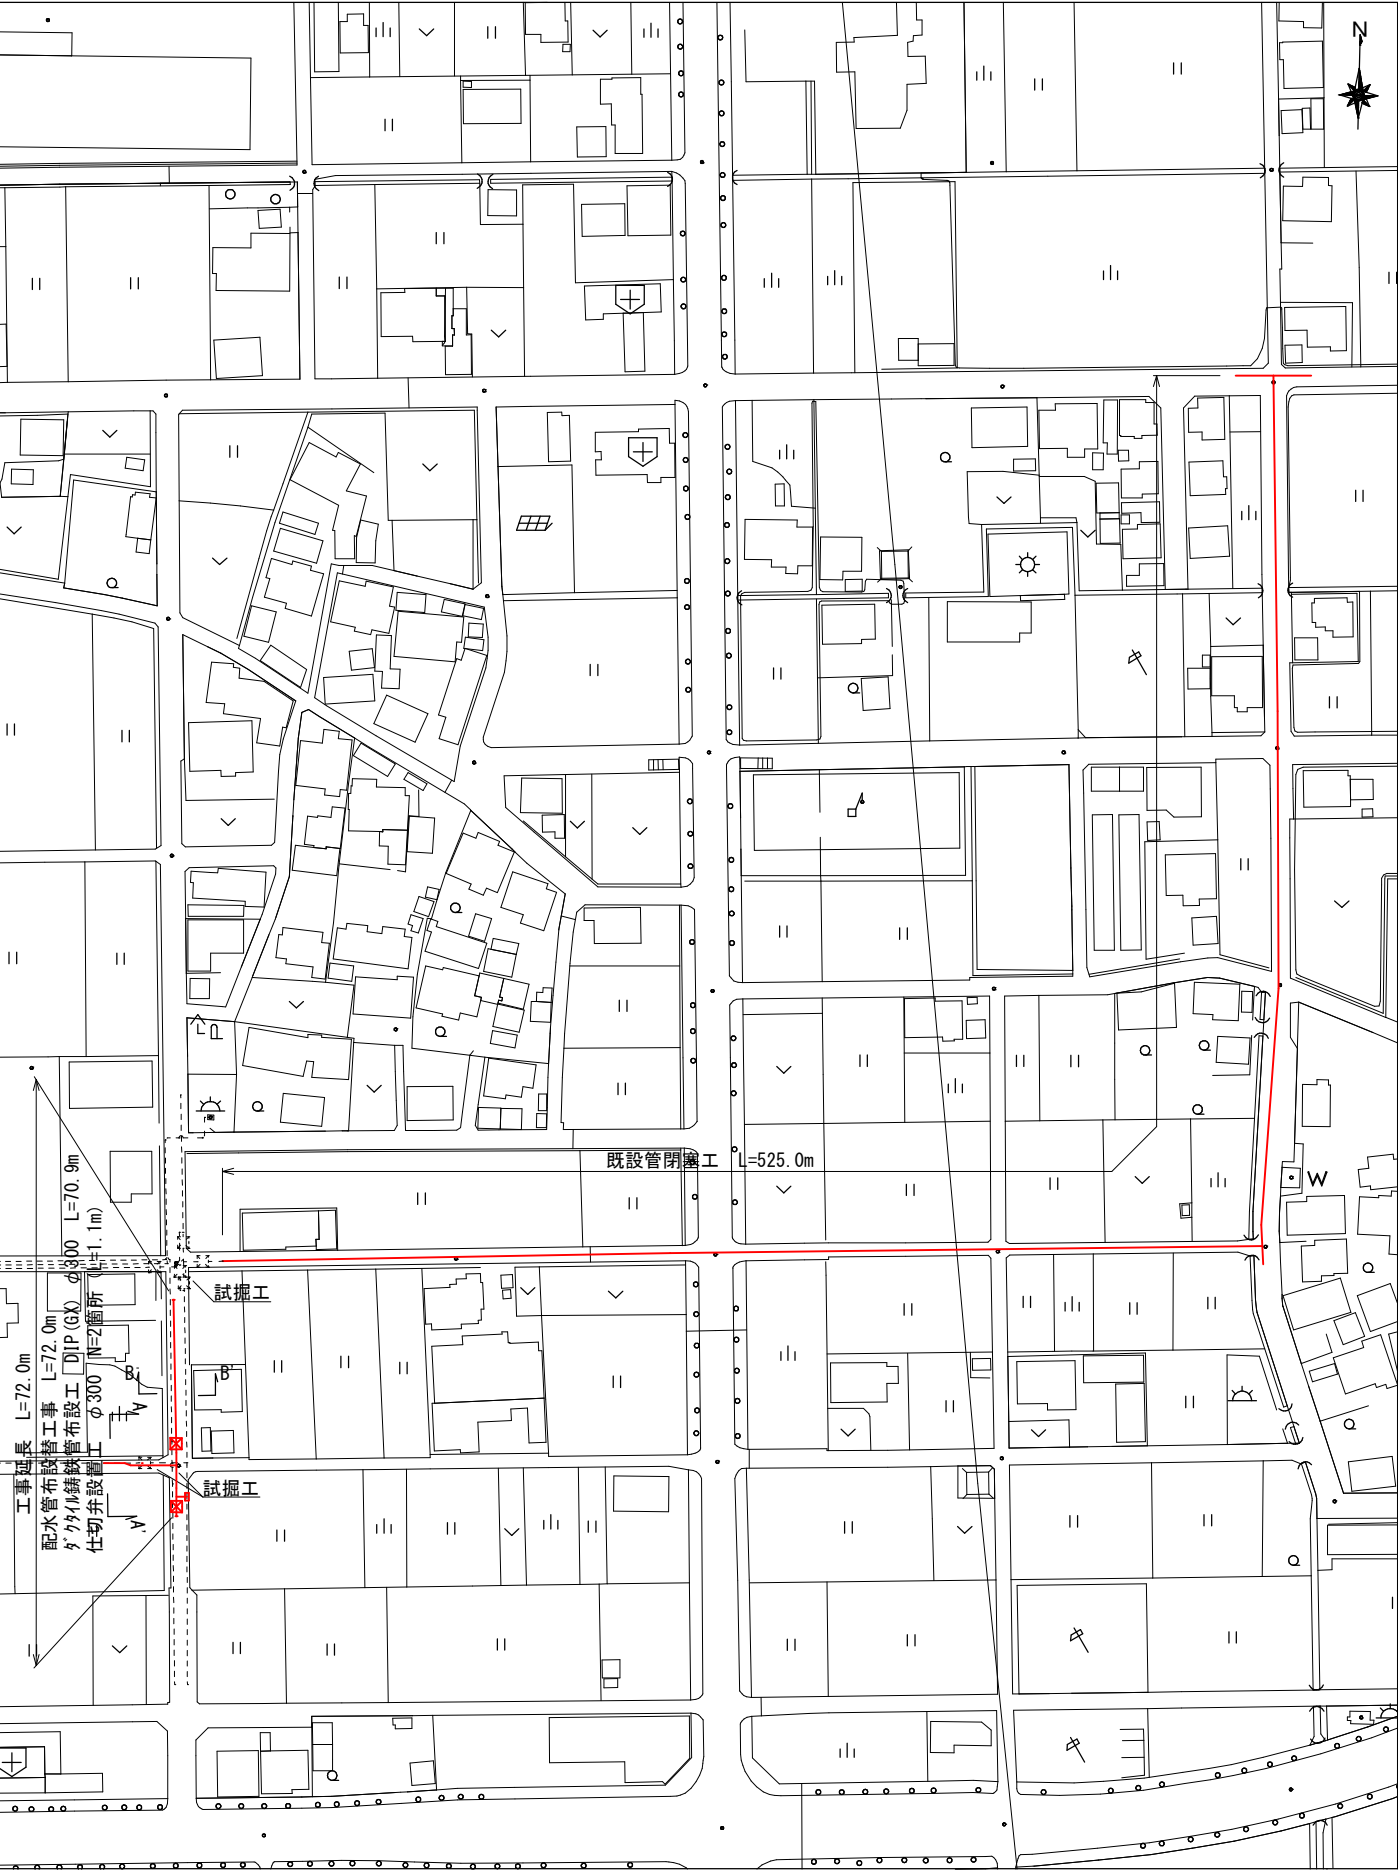 N
既設管閉塞工 L=525.0m
W
P
試掘工
試掘工
B
B'
A
A'
工事延長 L=72.0m
配水管布設替工事 L=72.0m
ダクタイル鋳鉄管布設工 DIP(GX) φ300 L=70.9m
仕切弁設置工 φ300 N=2箇所 (L=1.1m)